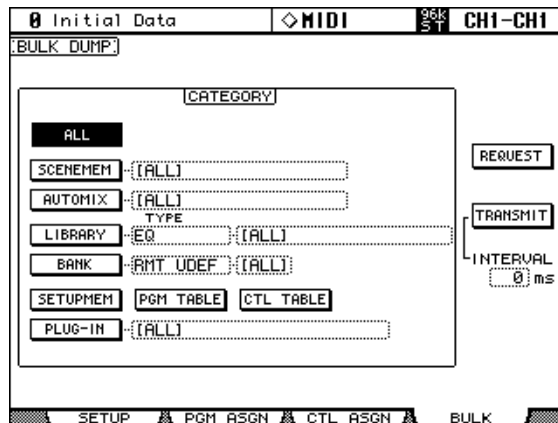 0 Initial Data ◇MIDI 96k ST CH1-CH1
BULK DUMP
CATEGORY
ALL
REQUEST
SCENEMEM [ALL]
AUTOMIX [ALL]
TRANSMIT
TYPE
LIBRARY EQ [ALL]
INTERVAL
BANK RMT UDEF [ALL]
0 ms
SETUPMEM PGM TABLE CTL TABLE
PLUG-IN [ALL]
SETUP PGM ASGN CTL ASGN BULK